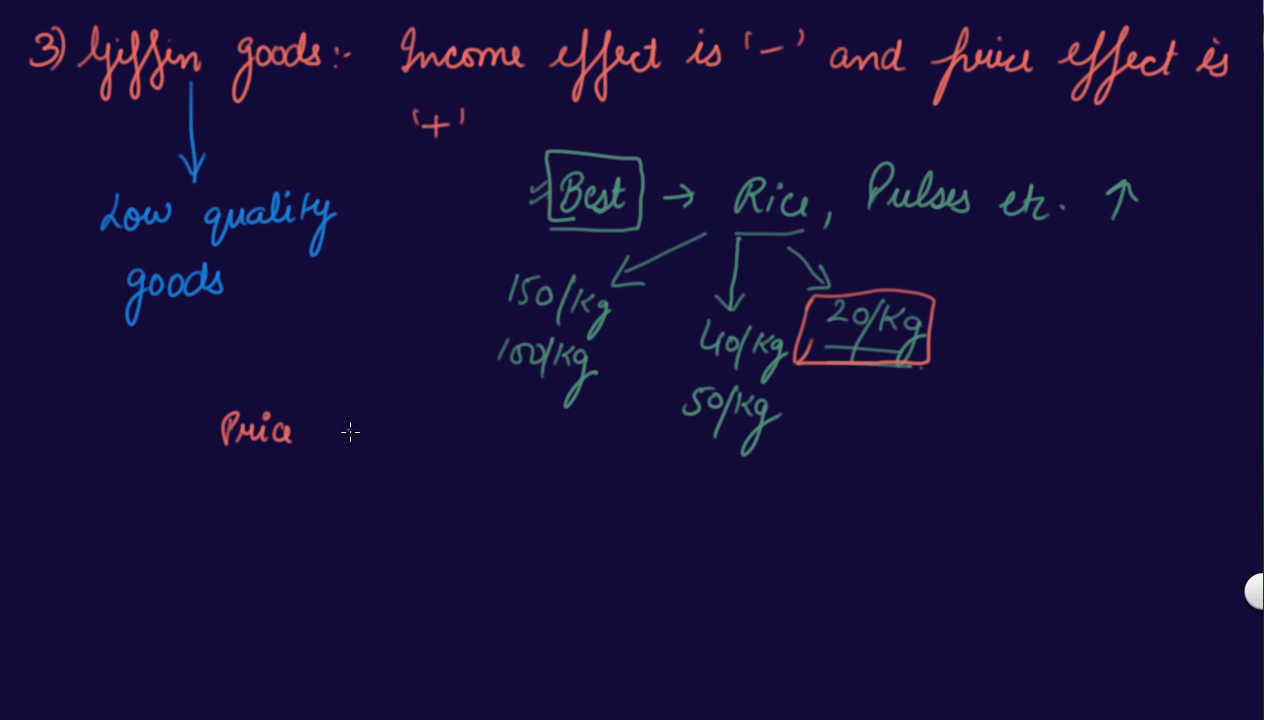 3) Giffin goods:- Income effect is '-' and price effect is
'+'
Low quality
goods
Best → Rice, Pulses etc. ↑
150/Kg
100/Kg
40/Kg
50/Kg
20/Kg
Price